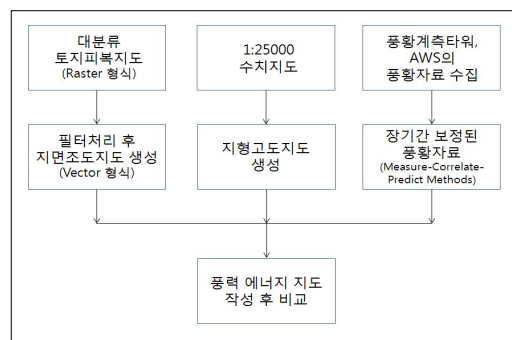 대분류
토지피복지도
(Raster 형식)
1:25000
수치지도
풍황계측타워,
AWS의
풍황자료 수집
필터처리 후
지면조도지도 생성
(Vector 형식)
지형고도지도
생성
장기간 보정된
풍황자료
(Measure-Correlate-
Predict Methods)
풍력 에너지 지도
작성 후 비교